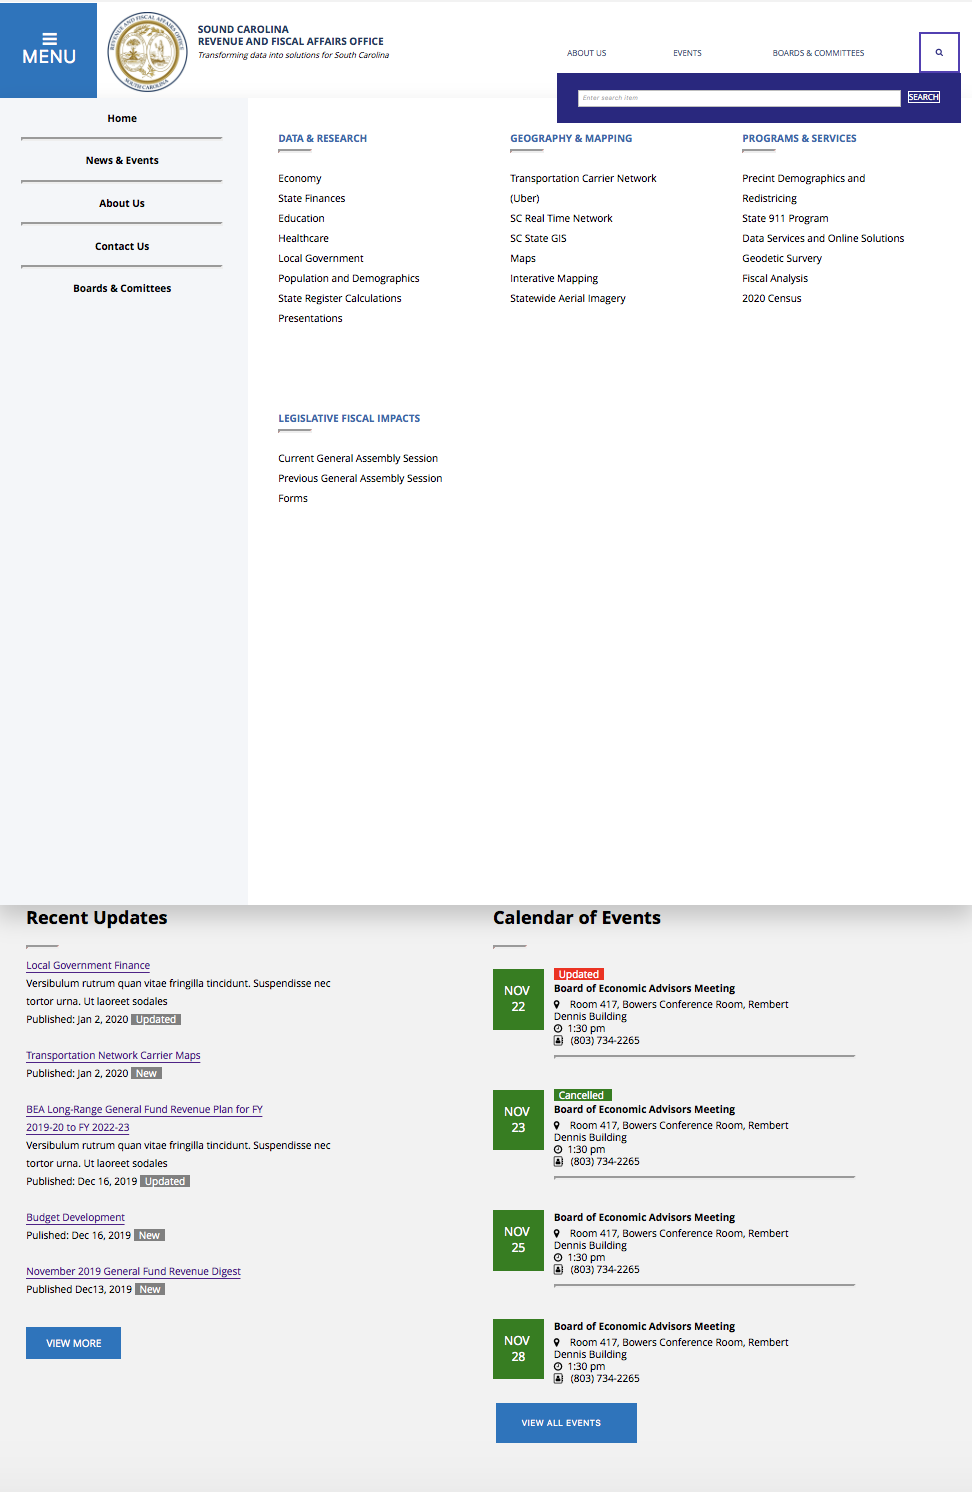 MENU
SOUND CAROLINA
REVENUE AND FISCAL AFFAIRS OFFICE
Transforming data into solutions for South Carolina
REVENUE AND FISCAL AFFAIRS OFFICE
SOUTH CAROLINA
ABOUT US
EVENTS
BOARDS & COMMITTEES
Enter search item
SEARCH
Home
News & Events
About Us
Contact Us
Boards & Comittees
DATA & RESEARCH
Economy
State Finances
Education
Healthcare
Local Government
Population and Demographics
State Register Calculations
Presentations
GEOGRAPHY & MAPPING
Transportation Carrier Network
(Uber)
SC Real Time Network
SC State GIS
Maps
Interative Mapping
Statewide Aerial Imagery
PROGRAMS & SERVICES
Precint Demographics and
Redistricing
State 911 Program
Data Services and Online Solutions
Geodetic Survery
Fiscal Analysis
2020 Census
LEGISLATIVE FISCAL IMPACTS
Current General Assembly Session
Previous General Assembly Session
Forms
Recent Updates
Local Government Finance
Versibulum rutrum quan vitae fringilla tincidunt. Suspendisse nec
tortor urna. Ut laoreet sodales
Published: Jan 2, 2020 Updated
Transportation Network Carrier Maps
Published: Jan 2, 2020 New
BEA Long-Range General Fund Revenue Plan for FY
2019-20 to FY 2022-23
Versibulum rutrum quan vitae fringilla tincidunt. Suspendisse nec
tortor urna. Ut laoreet sodales
Published: Dec 16, 2019 Updated
Budget Development
Pulished: Dec 16, 2019 New
November 2019 General Fund Revenue Digest
Published Dec13, 2019 New
VIEW MORE
Calendar of Events
NOV
22
Updated
Board of Economic Advisors Meeting
Room 417, Bowers Conference Room, Rembert
Dennis Building
1:30 pm
(803) 734-2265
NOV
23
Cancelled
Board of Economic Advisors Meeting
Room 417, Bowers Conference Room, Rembert
Dennis Building
1:30 pm
(803) 734-2265
NOV
25
Board of Economic Advisors Meeting
Room 417, Bowers Conference Room, Rembert
Dennis Building
1:30 pm
(803) 734-2265
NOV
28
Board of Economic Advisors Meeting
Room 417, Bowers Conference Room, Rembert
Dennis Building
1:30 pm
(803) 734-2265
VIEW ALL EVENTS